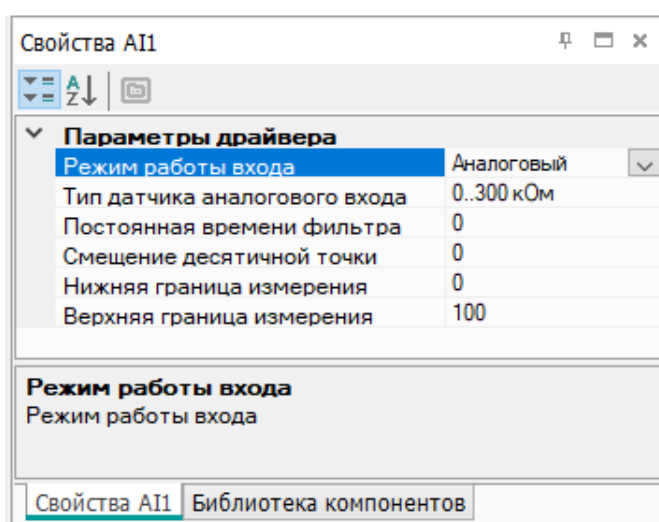 Свойства AI1
Параметры драйвера
Режим работы входа Аналоговый
Тип датчика аналогового входа 0..300 кОм
Постоянная времени фильтра 0
Смещение десятичной точки 0
Нижняя граница измерения 0
Верхняя граница измерения 100
Режим работы входа
Режим работы входа
Свойства AI1 Библиотека компонентов